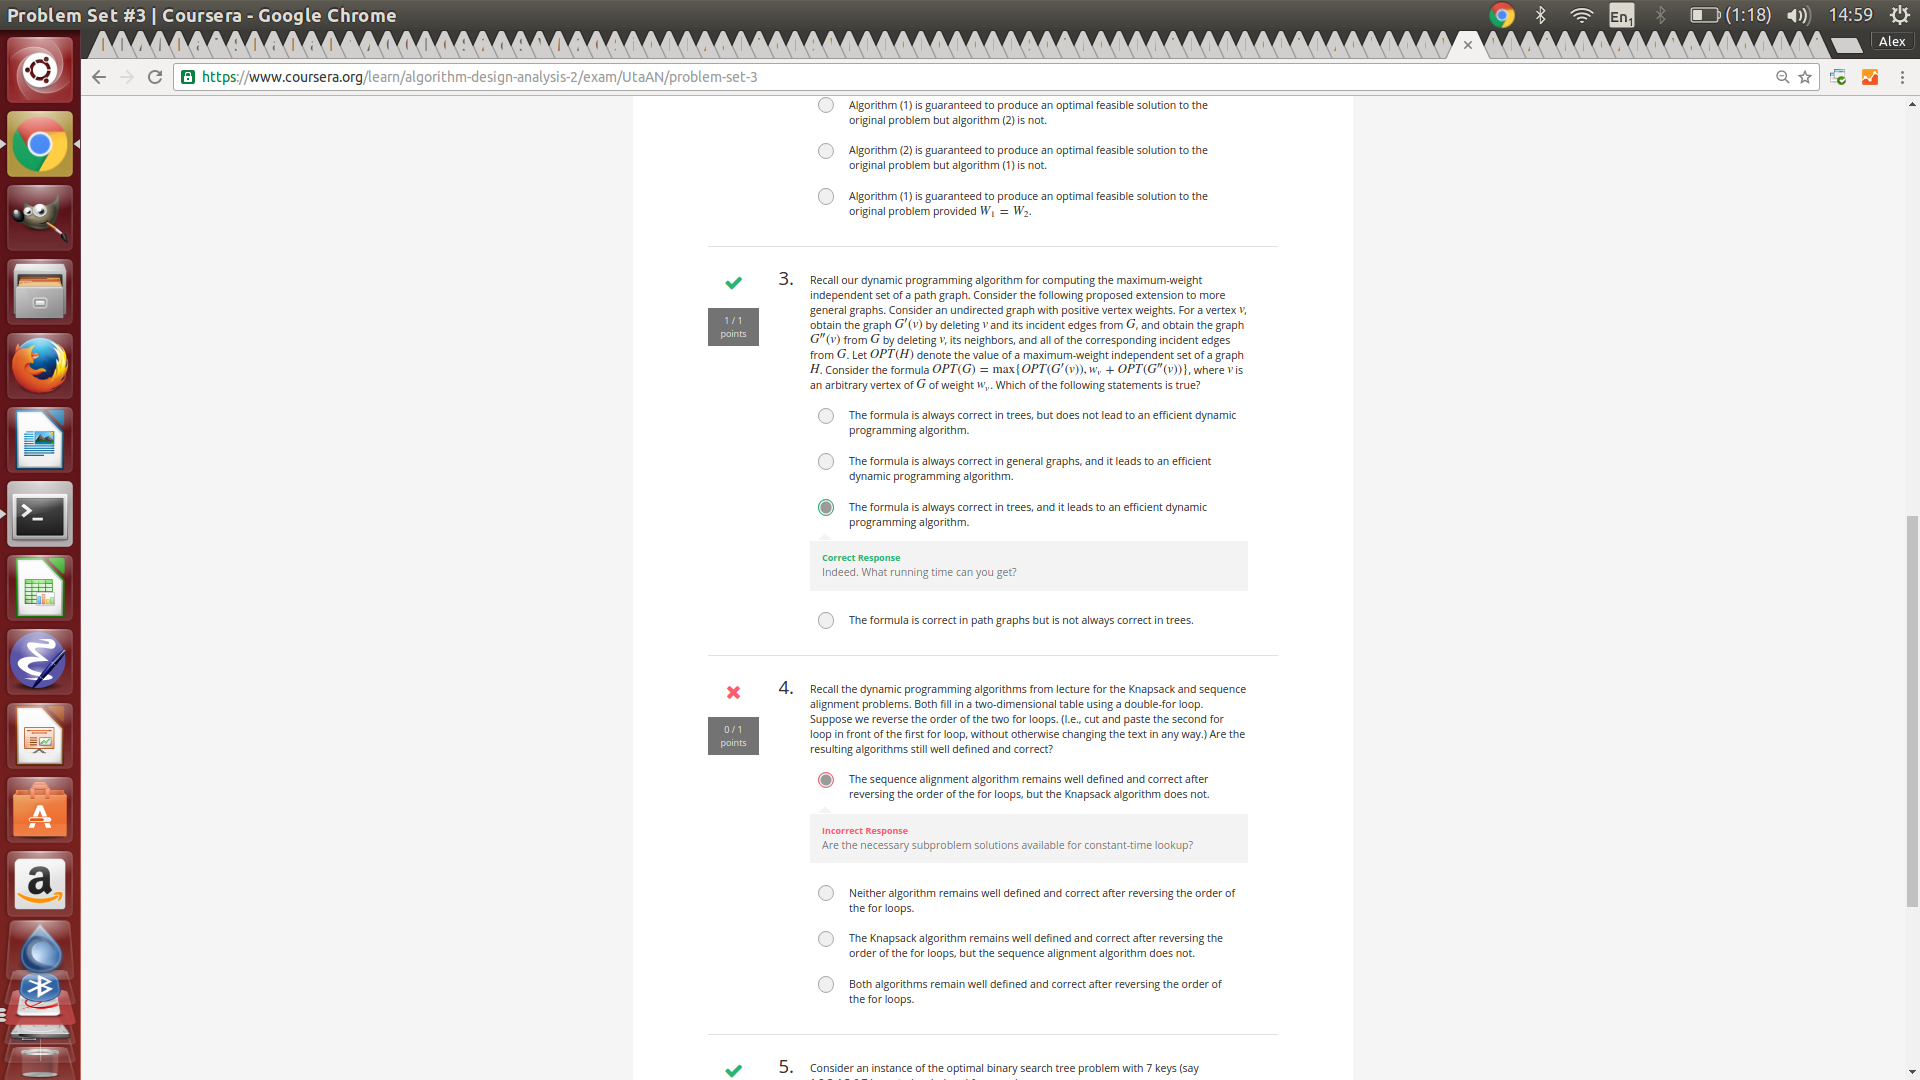 Problem Set #3 | Coursera - Google Chrome
En1
(1:18)
14:59
Alex
https://www.coursera.org/learn/algorithm-design-analysis-2/exam/UtaAN/problem-set-3
Algorithm (1) is guaranteed to produce an optimal feasible solution to the
original problem but algorithm (2) is not.
Algorithm (2) is guaranteed to produce an optimal feasible solution to the
original problem but algorithm (1) is not.
Algorithm (1) is guaranteed to produce an optimal feasible solution to the
original problem provided W₁ = W₂.
1 / 1
points
3.
Recall our dynamic programming algorithm for computing the maximum-weight
independent set of a path graph. Consider the following proposed extension to more
general graphs. Consider an undirected graph with positive vertex weights. For a vertex v,
obtain the graph G′(v) by deleting v and its incident edges from G, and obtain the graph
G″(v) from G by deleting v, its neighbors, and all of the corresponding incident edges
from G. Let OPT(H) denote the value of a maximum-weight independent set of a graph
H. Consider the formula OPT(G) = max{OPT(G′(v)), wᵥ + OPT(G″(v))}, where v is
an arbitrary vertex of G of weight wᵥ. Which of the following statements is true?
The formula is always correct in trees, but does not lead to an efficient dynamic
programming algorithm.
The formula is always correct in general graphs, and it leads to an efficient
dynamic programming algorithm.
The formula is always correct in trees, and it leads to an efficient dynamic
programming algorithm.
Correct Response
Indeed. What running time can you get?
The formula is correct in path graphs but is not always correct in trees.
0 / 1
points
4.
Recall the dynamic programming algorithms from lecture for the Knapsack and sequence
alignment problems. Both fill in a two-dimensional table using a double-for loop.
Suppose we reverse the order of the two for loops. (I.e., cut and paste the second for
loop in front of the first for loop, without otherwise changing the text in any way.) Are the
resulting algorithms still well defined and correct?
The sequence alignment algorithm remains well defined and correct after
reversing the order of the for loops, but the Knapsack algorithm does not.
Incorrect Response
Are the necessary subproblem solutions available for constant-time lookup?
Neither algorithm remains well defined and correct after reversing the order of
the for loops.
The Knapsack algorithm remains well defined and correct after reversing the
order of the for loops, but the sequence alignment algorithm does not.
Both algorithms remain well defined and correct after reversing the order of
the for loops.
5.
Consider an instance of the optimal binary search tree problem with 7 keys (say